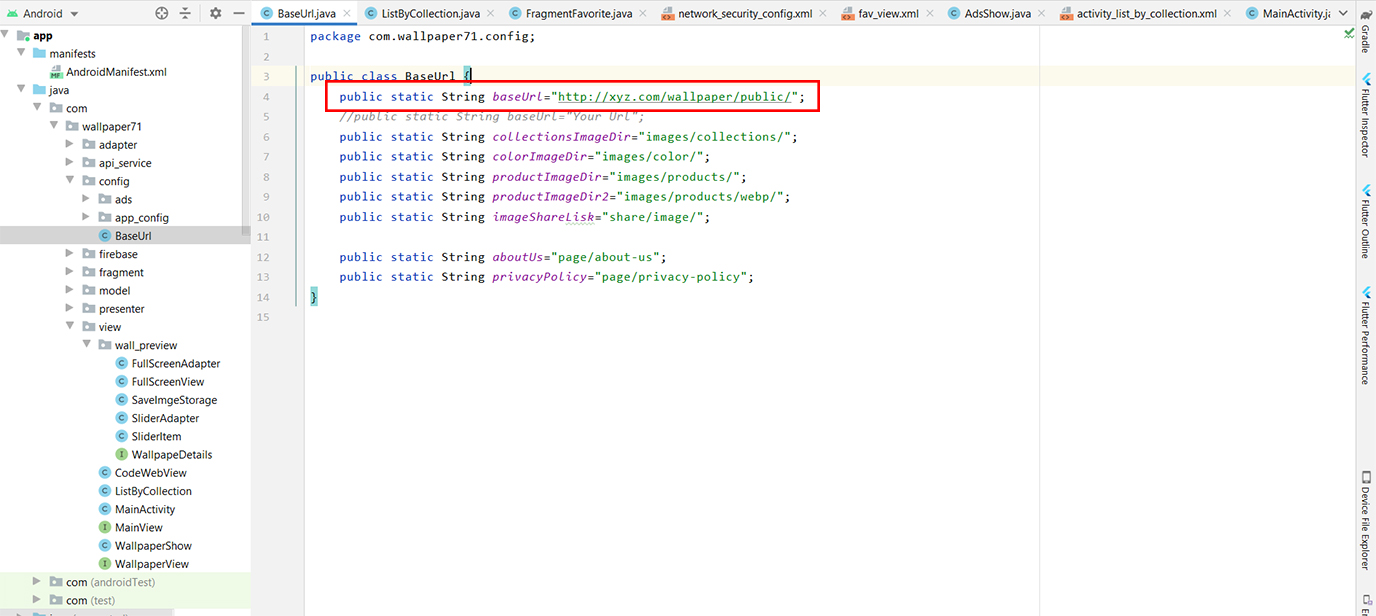 Android
BaseUrl.java
ListByCollection.java
FragmentFavorite.java
network_security_config.xml
fav_view.xml
AdsShow.java
activity_list_by_collection.xml
MainActivity.ja
app
manifests
AndroidManifest.xml
java
com
wallpaper71
adapter
api_service
config
ads
app_config
BaseUrl
firebase
fragment
model
presenter
view
wall_preview
FullScreenAdapter
FullScreenView
SaveImgeStorage
SliderAdapter
SliderItem
WallpapeDetails
CodeWebView
ListByCollection
MainActivity
MainView
WallpaperShow
WallpaperView
com (androidTest)
com (test)
1 package com.wallpaper71.config;
2
3 public class BaseUrl {
4 public static String baseUrl="http://xyz.com/wallpaper/public/";
5 //public static String baseUrl="Your Url";
6 public static String collectionsImageDir="images/collections/";
7 public static String colorImageDir="images/color/";
8 public static String productImageDir="images/products/";
9 public static String productImageDir2="images/products/webp/";
10 public static String imageShareLisk="share/image/";
11
12 public static String aboutUs="page/about-us";
13 public static String privacyPolicy="page/privacy-policy";
14 }
15
Gradle
Flutter Inspector
Flutter Outline
Flutter Performance
Device File Explorer